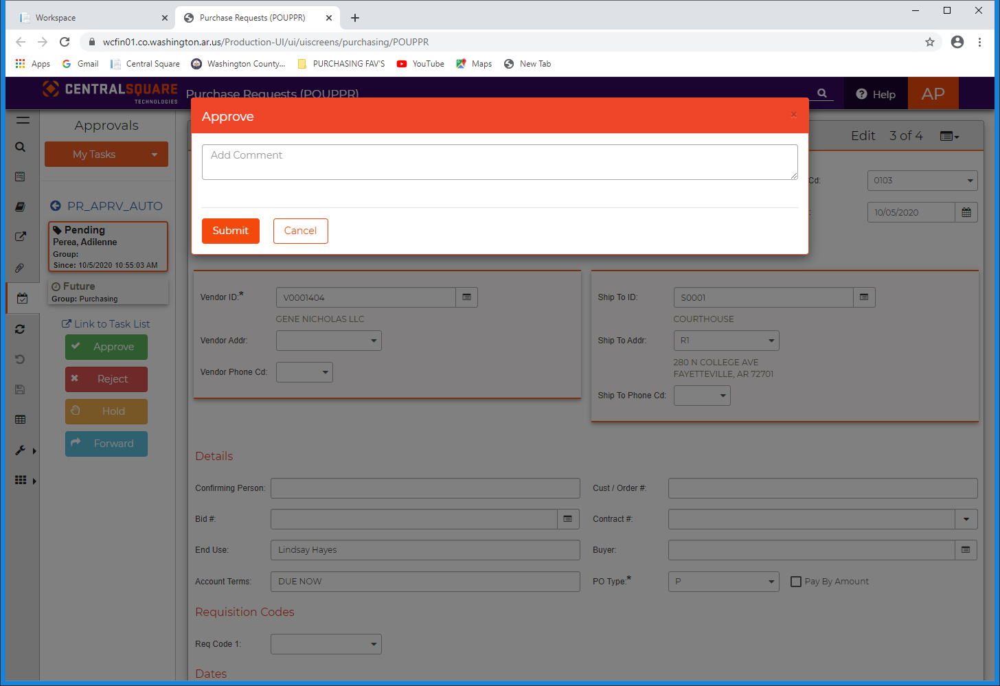 Workspace
Purchase Requests (POUPPR)
wcfin01.co.washington.ar.us/Production-UI/ui/uiscreens/purchasing/POUPPR
Apps Gmail Central Square Washington County... PURCHASING FAV'S YouTube Maps New Tab
CENTRALSQUARE
TECHNOLOGIES
Purchase Requests (POUPPR)
Help
AP
Approvals
My Tasks
PR_APRV_AUTO
Pending
Perea, Adilenne
Group:
Since: 10/5/2020 10:55:03 AM
Future
Group: Purchasing
Link to Task List
Approve
Reject
Hold
Forward
Approve
×
Add Comment
Submit
Cancel
Edit 3 of 4
Cd: 0103
: 10/05/2020
Vendor ID:* V0001404
GENE NICHOLAS LLC
Vendor Addr:
Vendor Phone Cd:
Ship To ID: S0001
COURTHOUSE
Ship To Addr: R1
280 N COLLEGE AVE
FAYETTEVILLE, AR 72701
Ship To Phone Cd:
Details
Confirming Person:
Cust / Order #:
Bid #:
Contract #:
End Use: Lindsay Hayes
Buyer:
Account Terms: DUE NOW
PO Type:* P
Pay By Amount
Requisition Codes
Req Code 1:
Dates